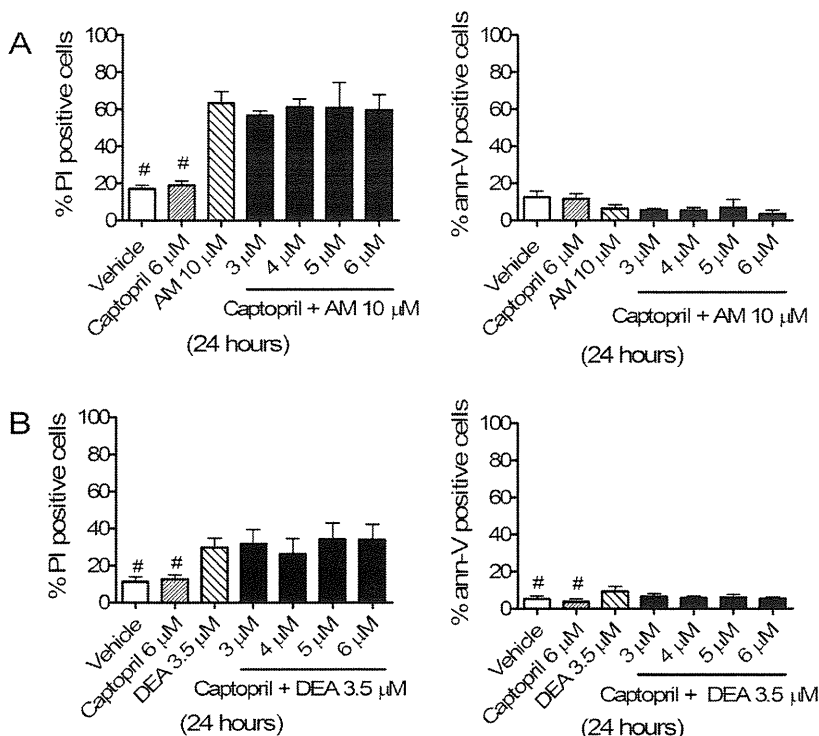 A
% PI positive cells
100
80
60
40
20
0
# #
Vehicle
Captopril 6 μM
AM 10 μM
3 μM
4 μM
5 μM
6 μM
Captopril + AM 10 μM
(24 hours)
% ann-V positive cells
100
80
60
40
20
0
Vehicle
Captopril 6 μM
AM 10 μM
3 μM
4 μM
5 μM
6 μM
Captopril + AM 10 μM
(24 hours)
B
% PI positive cells
100
80
60
40
20
0
# #
Vehicle
Captopril 6 μM
DEA 3.5 μM
3 μM
4 μM
5 μM
6 μM
Captopril + DEA 3.5 μM
(24 hours)
% ann-V positive cells
100
80
60
40
20
0
# #
Vehicle
Captopril 6 μM
DEA 3.5 μM
3 μM
4 μM
5 μM
6 μM
Captopril + DEA 3.5 μM
(24 hours)